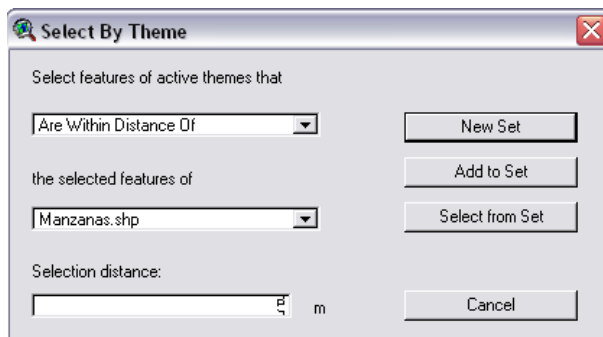 Select By Theme
Select features of active themes that
Are Within Distance Of
New Set
Add to Set
the selected features of
Manzanas.shp
Select from Set
Selection distance:
m
Cancel